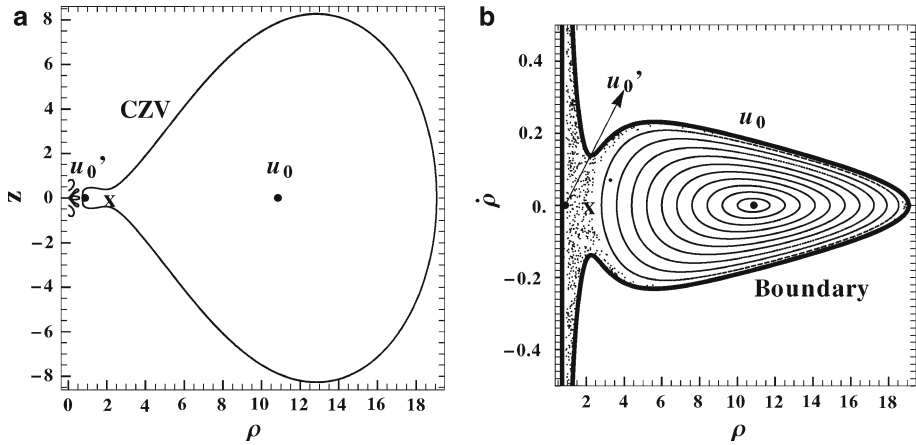 a
8
6
4
2
0
-2
-4
-6
-8
z
CZV
u0'
u0
x
0 2 4 6 8 10 12 14 16 18
ρ
b
0.4
0.2
0.
-0.2
-0.4
ρ̇
u0'
u0
x
Boundary
2 4 6 8 10 12 14 16 18
ρ